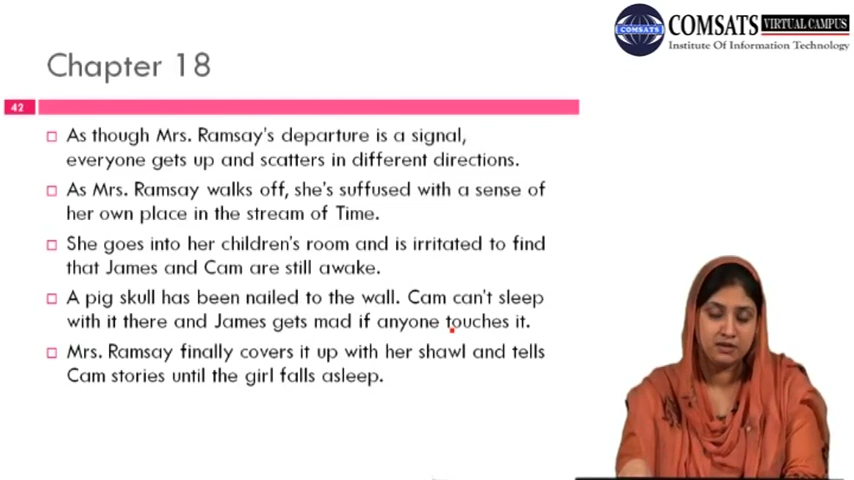 COMSATS VIRTUAL CAMPUS
COMSATS
Institute Of Information Technology
Chapter 18
42
As though Mrs. Ramsay's departure is a signal,
everyone gets up and scatters in different directions.
As Mrs. Ramsay walks off, she's suffused with a sense of
her own place in the stream of Time.
She goes into her children's room and is irritated to find
that James and Cam are still awake.
A pig skull has been nailed to the wall. Cam can't sleep
with it there and James gets mad if anyone touches it.
Mrs. Ramsay finally covers it up with her shawl and tells
Cam stories until the girl falls asleep.